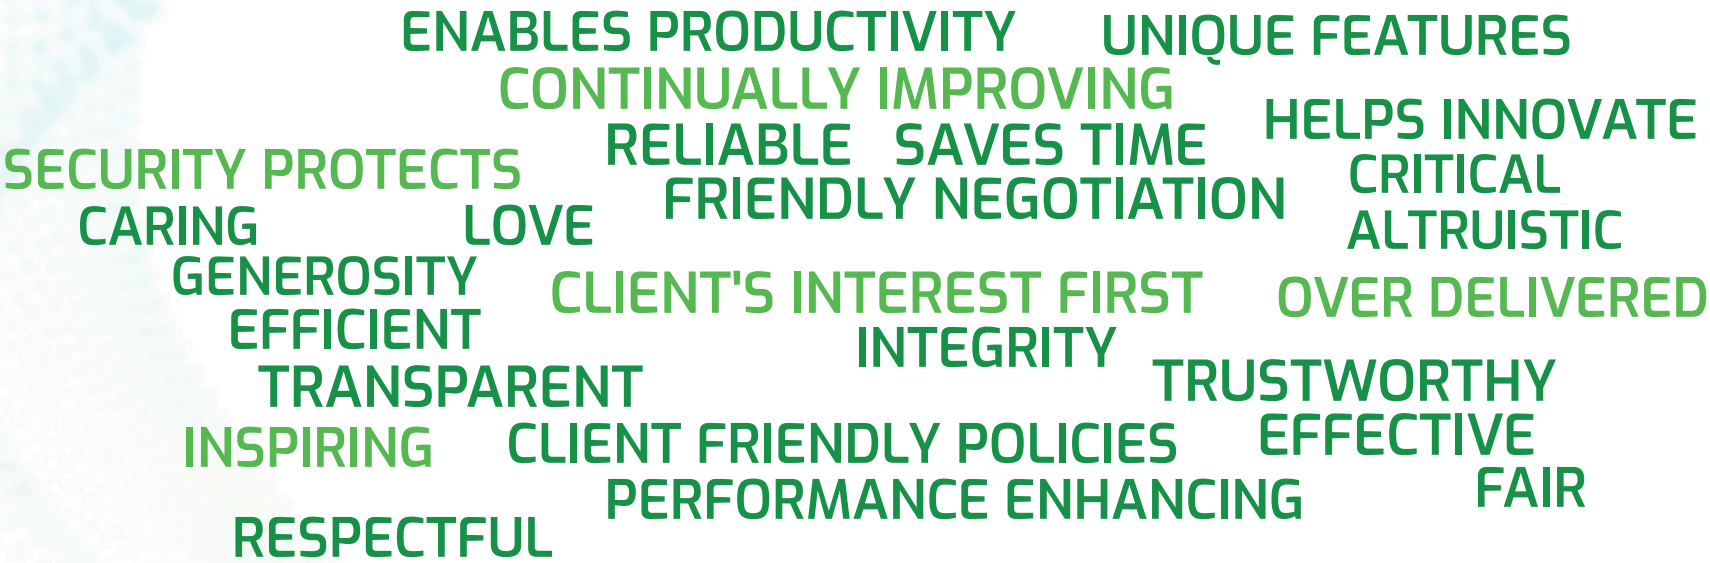 ENABLES PRODUCTIVITY UNIQUE FEATURES
CONTINUALLY IMPROVING
HELPS INNOVATE
RELIABLE SAVES TIME
SECURITY PROTECTS
CRITICAL
FRIENDLY NEGOTIATION
CARING LOVE
ALTRUISTIC
GENEROSITY
CLIENT'S INTEREST FIRST OVER DELIVERED
EFFICIENT
INTEGRITY
TRANSPARENT
TRUSTWORTHY
INSPIRING CLIENT FRIENDLY POLICIES
EFFECTIVE
FAIR
PERFORMANCE ENHANCING
RESPECTFUL